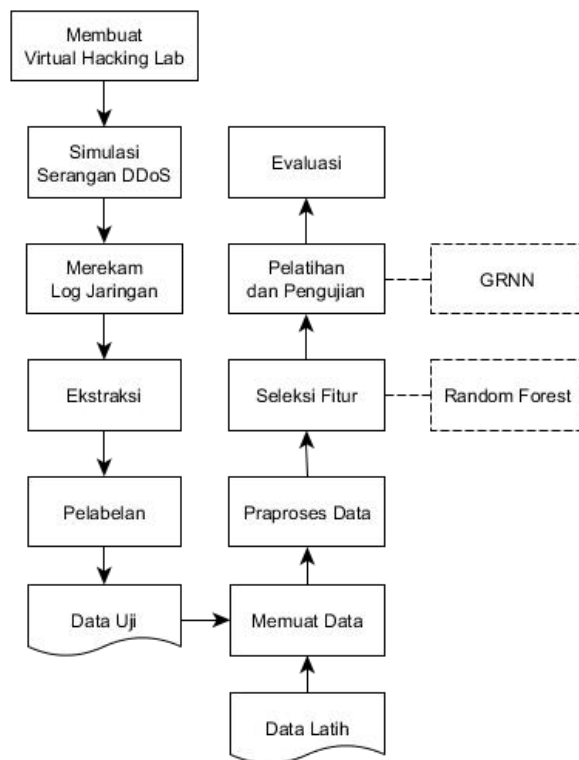 Membuat
Virtual Hacking Lab
Simulasi
Serangan DDoS
Merekam
Log Jaringan
Ekstraksi
Pelabelan
Data Uji
Evaluasi
Pelatihan
dan Pengujian
GRNN
Seleksi Fitur
Random Forest
Praproses Data
Memuat Data
Data Latih